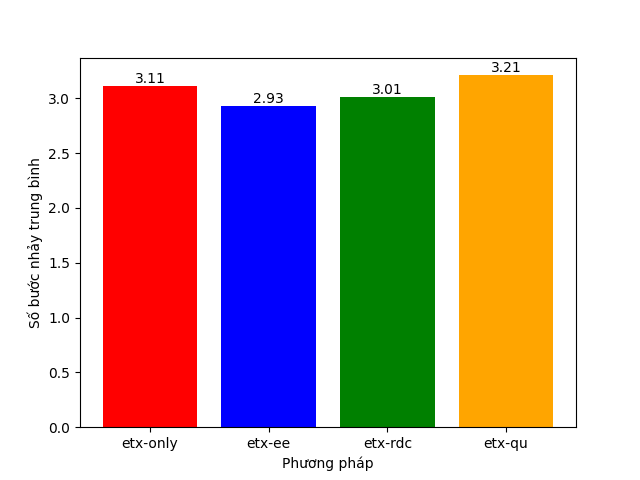 3.11
2.93
3.01
3.21
3.0
2.5
2.0
1.5
1.0
0.5
0.0
Số bước nhảy trung bình
etx-only
etx-ee
etx-rdc
etx-qu
Phương pháp